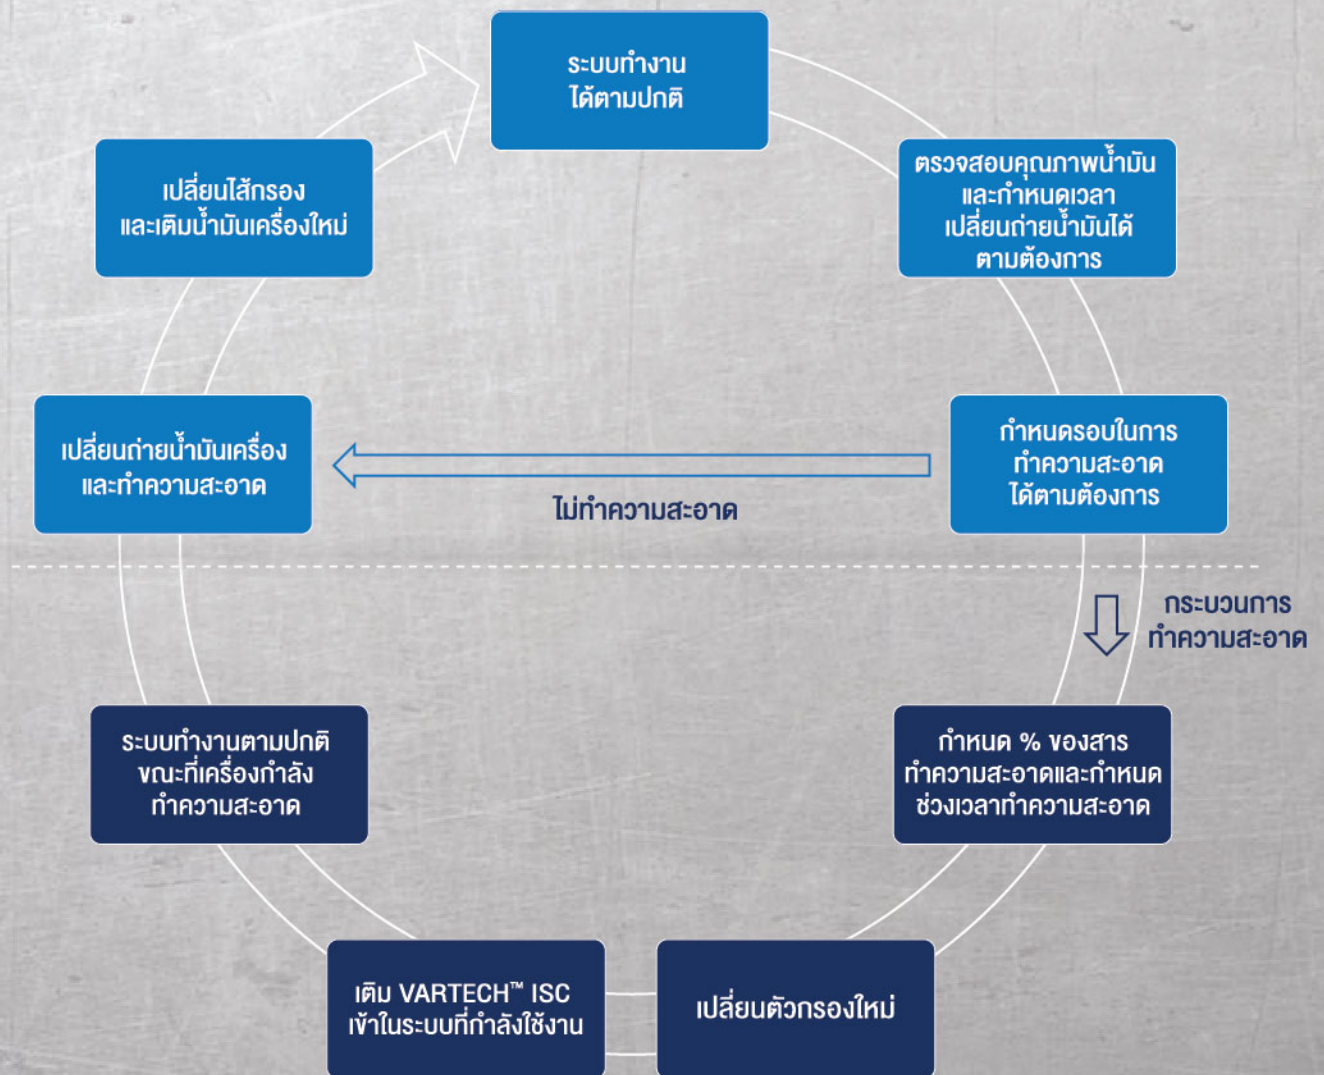 ระบบทำงาน
ได้ตามปกติ
ตรวจสอบคุณภาพน้ำมัน
และกำหนดเวลา
เปลี่ยนถ่ายน้ำมันได้
ตามต้องการ
กำหนดรอบในการ
ทำความสะอาด
ได้ตามต้องการ
ไม่ทำความสะอาด
กระบวนการ
ทำความสะอาด
กำหนด % ของสาร
ทำความสะอาดและกำหนด
ช่วงเวลาทำความสะอาด
เปลี่ยนตัวกรองใหม่
เติม VARTECH™ ISC
เข้าในระบบที่กำลังใช้งาน
ระบบทำงานตามปกติ
ขณะที่เครื่องกำลัง
ทำความสะอาด
เปลี่ยนถ่ายน้ำมันเครื่อง
และทำความสะอาด
เปลี่ยนไส้กรอง
และเติมน้ำมันเครื่องใหม่